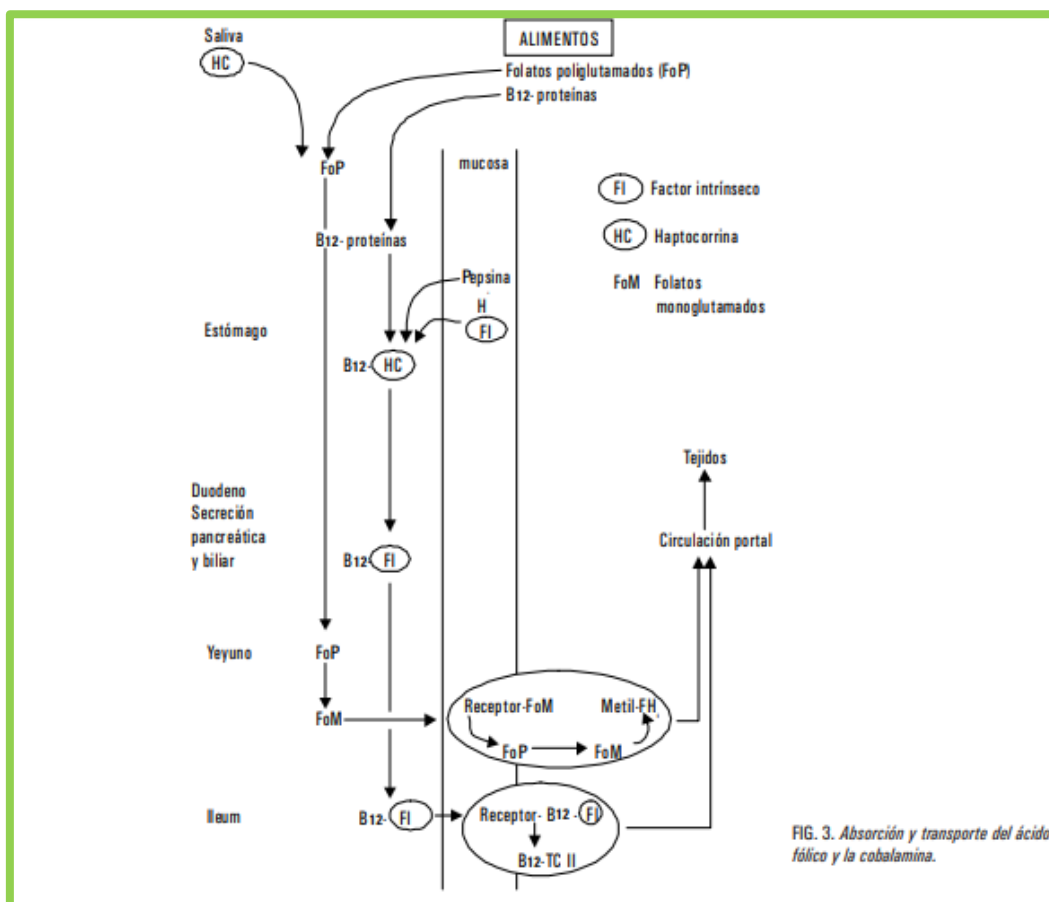 Saliva
HC
ALIMENTOS
Folatos poliglutamados (FoP)
B12- proteínas
FoP
mucosa
FI Factor intrínseco
HC Haptocorrina
FoM Folatos
monoglutamados
B12- proteínas
Pepsina
H
FI
Estómago
B12- HC
Tejidos
Duodeno
Secreción
pancreática
y biliar
Circulación portal
B12- FI
Yeyuno
FoP
FoM
Receptor-FoM
Metil-FH
FoP
FoM
Ileum
B12- FI
Receptor- B12 - FI
B12-TC II
FIG. 3. Absorción y transporte del ácido
fólico y la cobalamina.